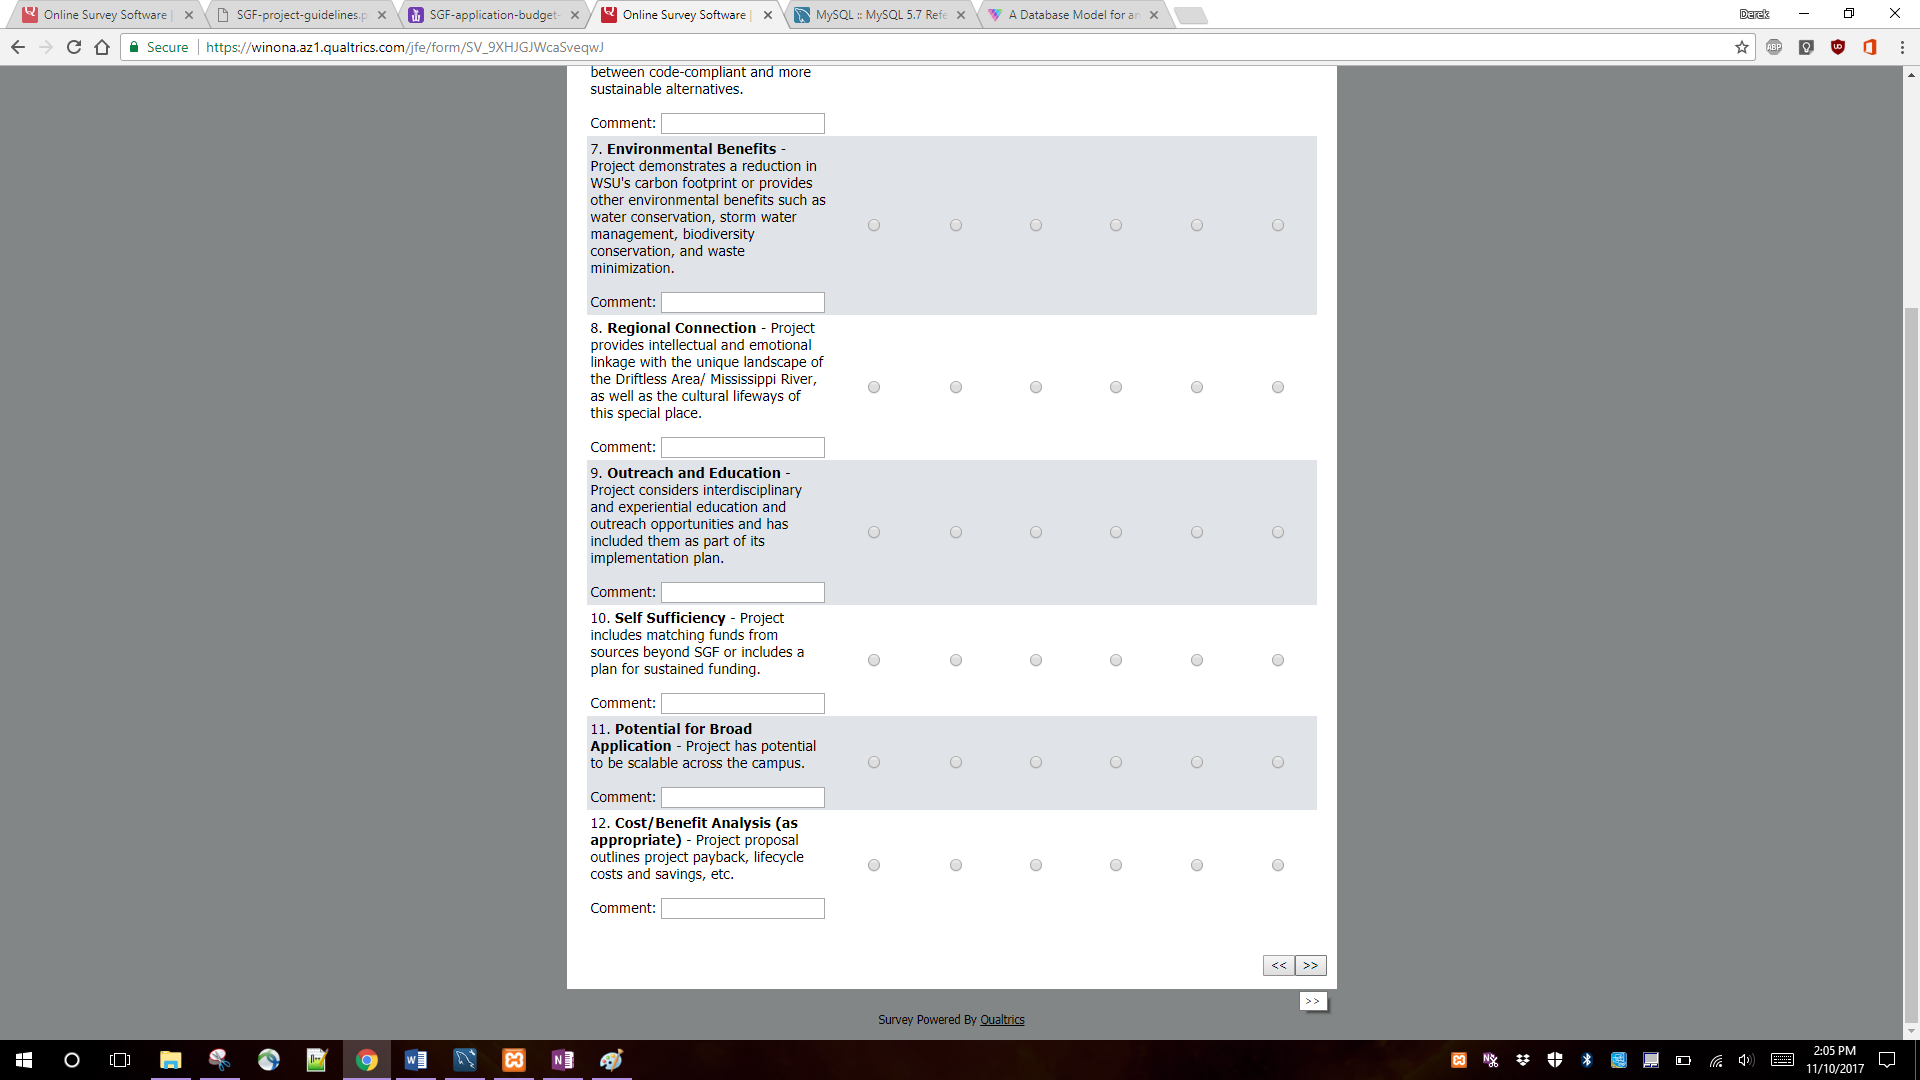 Online Survey Software |
SGF-project-guidelines.p
SGF-application-budget-
Online Survey Software |
MySQL :: MySQL 5.7 Refe
A Database Model for an
Derek
Secure
https://winona.az1.qualtrics.com/jfe/form/SV_9XHJGJWcaSveqwJ
ABP
between code-compliant and more
sustainable alternatives.
Comment:
7. Environmental Benefits -
Project demonstrates a reduction in
WSU's carbon footprint or provides
other environmental benefits such as
water conservation, storm water
management, biodiversity
conservation, and waste
minimization.
Comment:
8. Regional Connection - Project
provides intellectual and emotional
linkage with the unique landscape of
the Driftless Area/ Mississippi River,
as well as the cultural lifeways of
this special place.
Comment:
9. Outreach and Education -
Project considers interdisciplinary
and experiential education and
outreach opportunities and has
included them as part of its
implementation plan.
Comment:
10. Self Sufficiency - Project
includes matching funds from
sources beyond SGF or includes a
plan for sustained funding.
Comment:
11. Potential for Broad
Application - Project has potential
to be scalable across the campus.
Comment:
12. Cost/Benefit Analysis (as
appropriate) - Project proposal
outlines project payback, lifecycle
costs and savings, etc.
Comment:
<< >>
>>
Survey Powered By Qualtrics
2:05 PM
11/10/2017